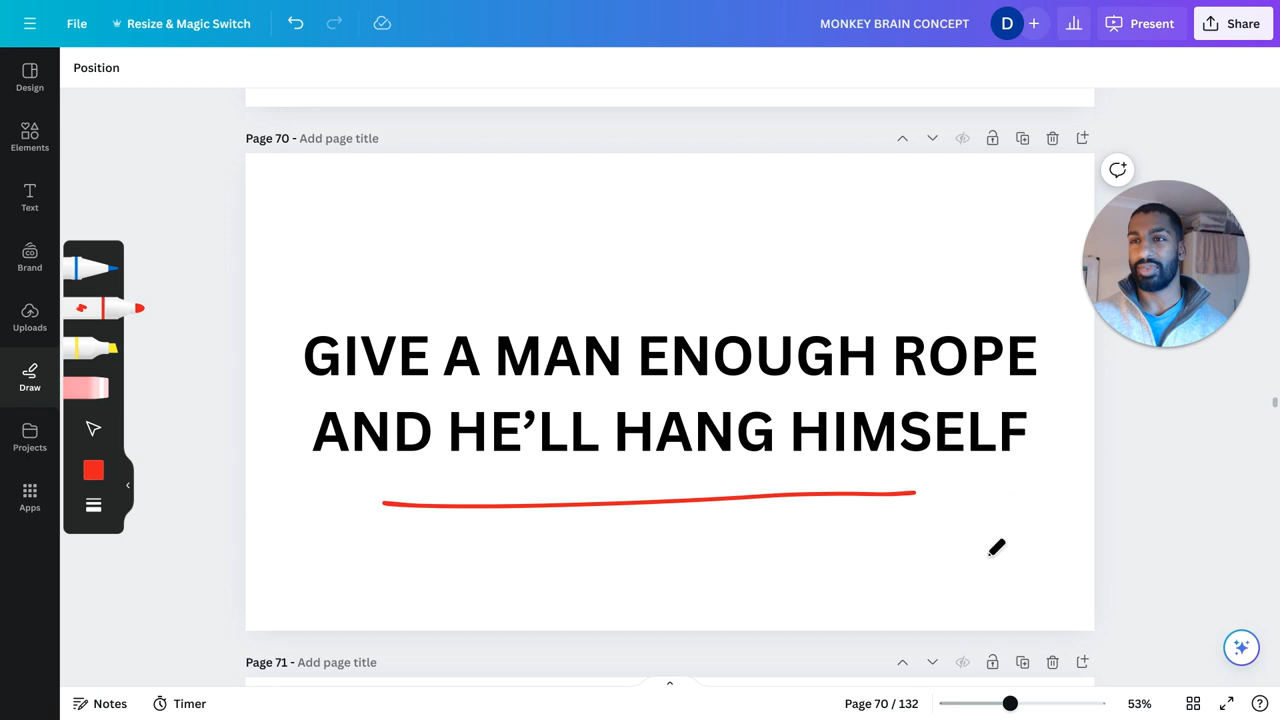 File
Resize & Magic Switch
MONKEY BRAIN CONCEPT
D
+
Present
Share
Position
Design
Elements
Text
Brand
Uploads
Draw
Projects
Apps
Page 70 - Add page title
GIVE A MAN ENOUGH ROPE
AND HE’LL HANG HIMSELF
Page 71 - Add page title
Notes
Timer
Page 70 / 132
53%